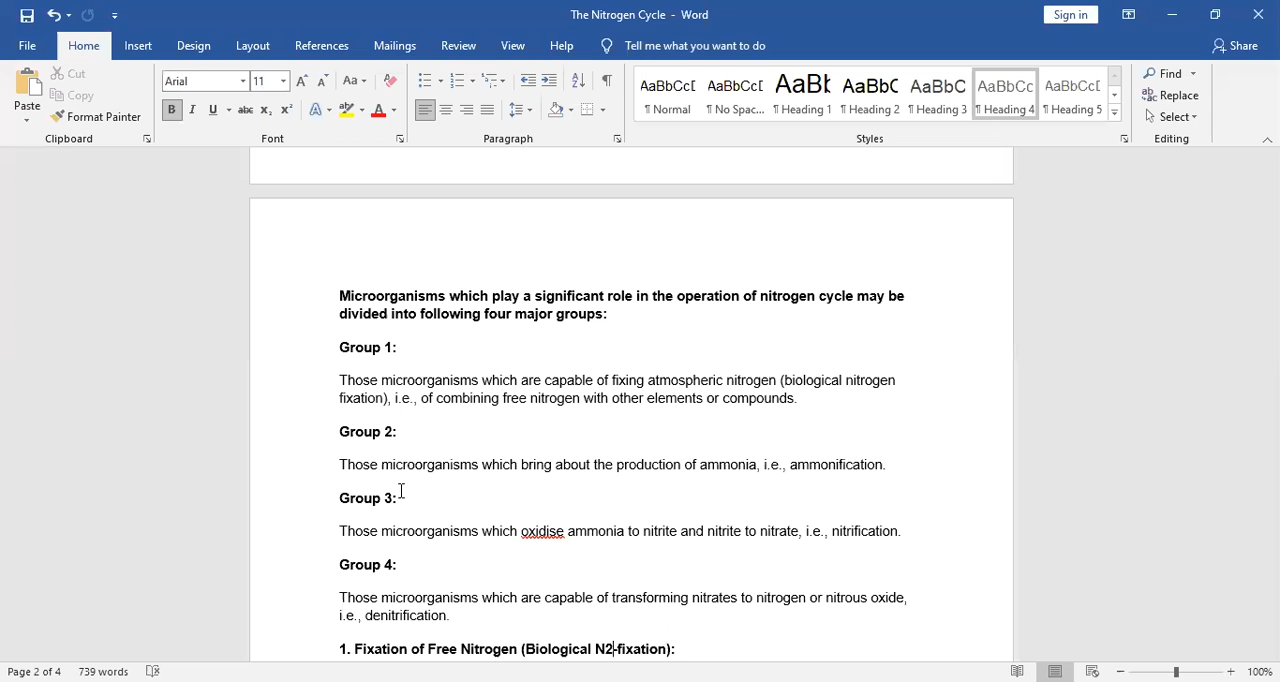 The Nitrogen Cycle - Word
Sign in
File Home Insert Design Layout References Mailings Review View Help Tell me what you want to do Share
Paste
Cut
Copy
Format Painter
Clipboard
Arial 11
Aa
B I U abc x₂ x² A A
Font
Paragraph
AaBbCcD AaBbCcD AaBb AaBbC AaBbCc AaBbCc AaBbCc
¶ Normal ¶ No Spac... ¶ Heading 1 ¶ Heading 2 ¶ Heading 3 ¶ Heading 4 ¶ Heading 5
Styles
Find
Replace
Select
Editing
Microorganisms which play a significant role in the operation of nitrogen cycle may be
divided into following four major groups:
Group 1:
Those microorganisms which are capable of fixing atmospheric nitrogen (biological nitrogen
fixation), i.e., of combining free nitrogen with other elements or compounds.
Group 2:
Those microorganisms which bring about the production of ammonia, i.e., ammonification.
Group 3:
Those microorganisms which oxidise ammonia to nitrite and nitrite to nitrate, i.e., nitrification.
Group 4:
Those microorganisms which are capable of transforming nitrates to nitrogen or nitrous oxide,
i.e., denitrification.
1. Fixation of Free Nitrogen (Biological N2-fixation):
Page 2 of 4 739 words 100%